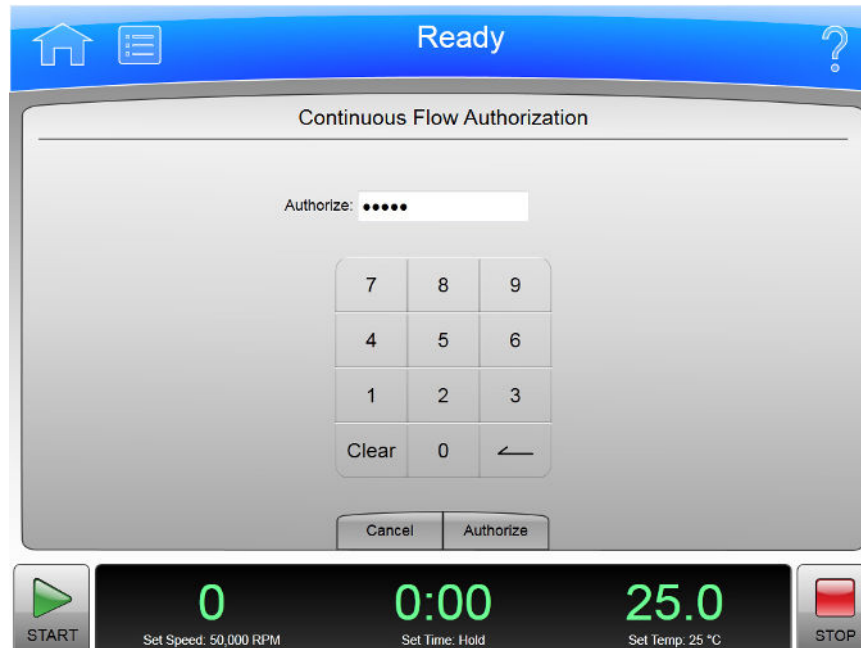 Ready
?
Continuous Flow Authorization
Authorize: •••••
7 8 9
4 5 6
1 2 3
Clear 0
Cancel Authorize
0 0:00 25.0
START Set Speed: 50,000 RPM Set Time: Hold Set Temp: 25 °C STOP